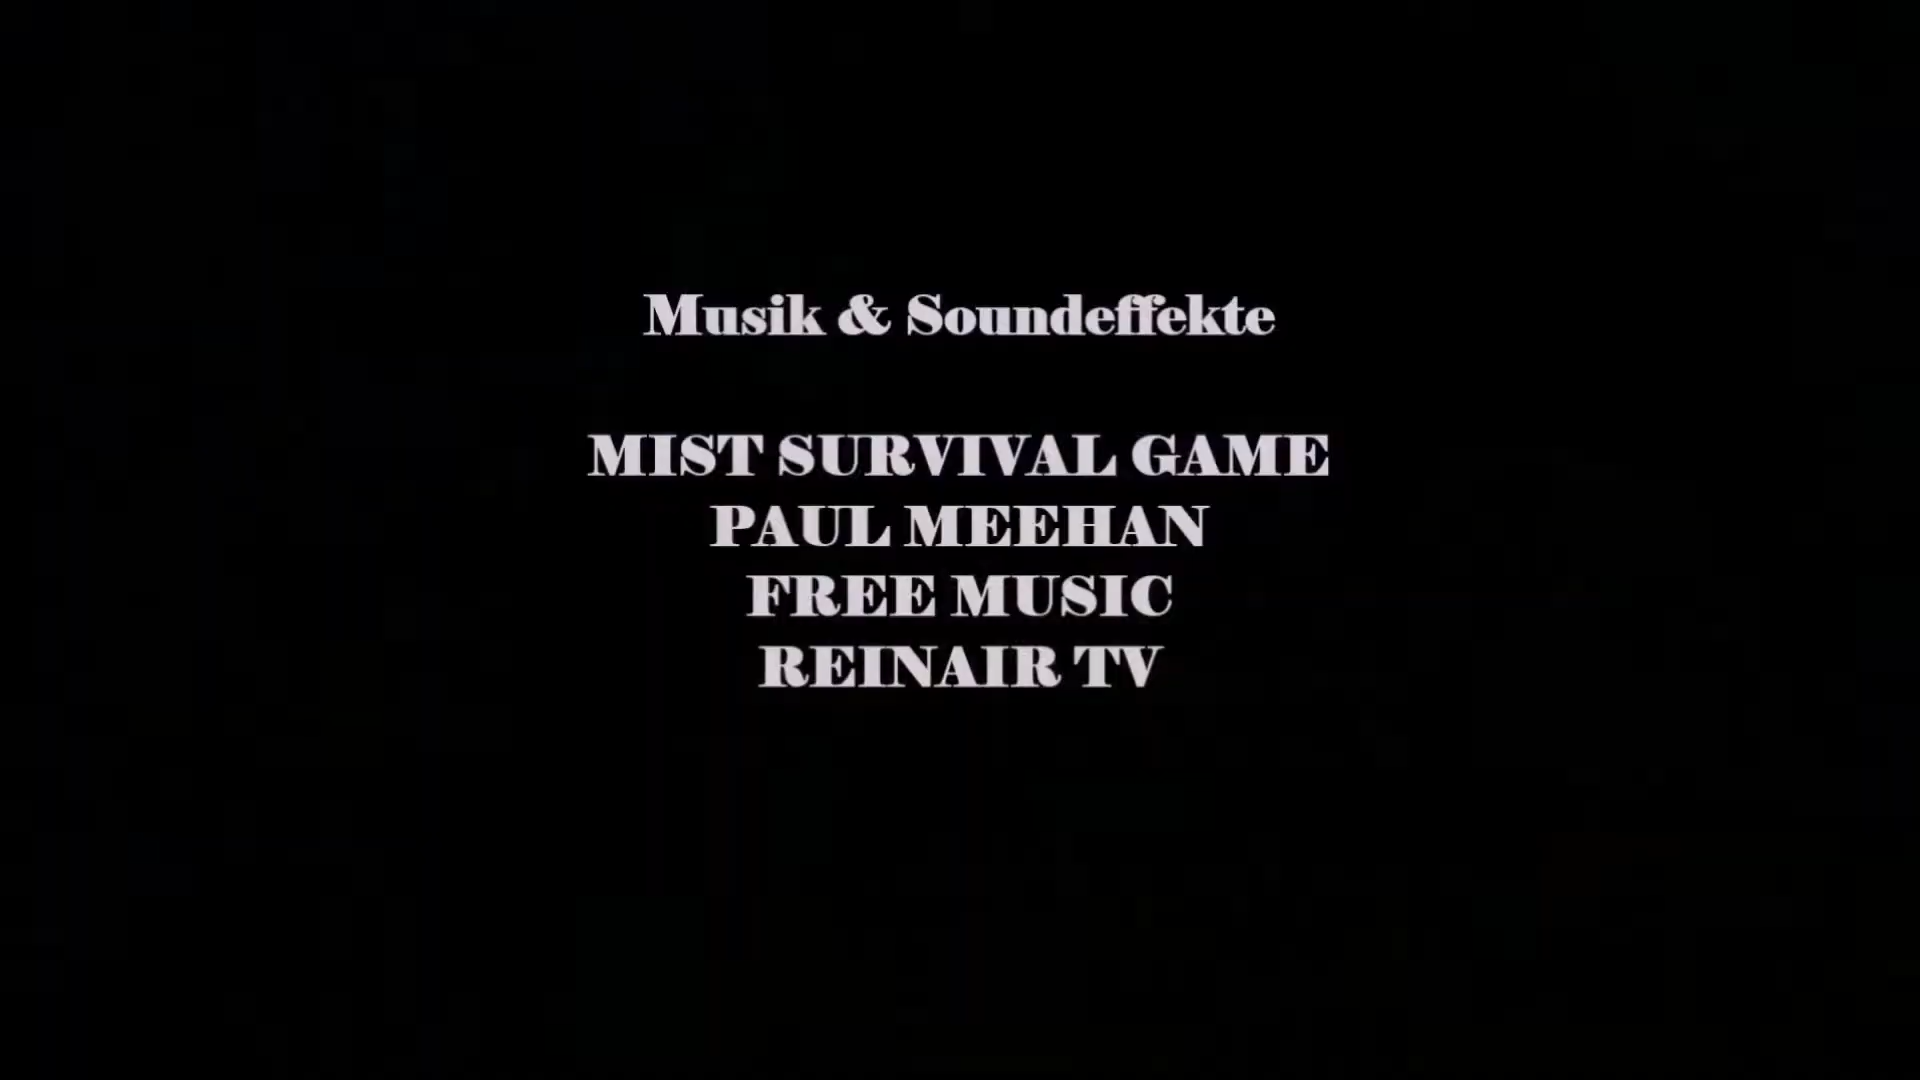 Musik & Soundeffekte
MIST SURVIVAL GAME
PAUL MEEHAN
FREE MUSIC
REINAIR TV